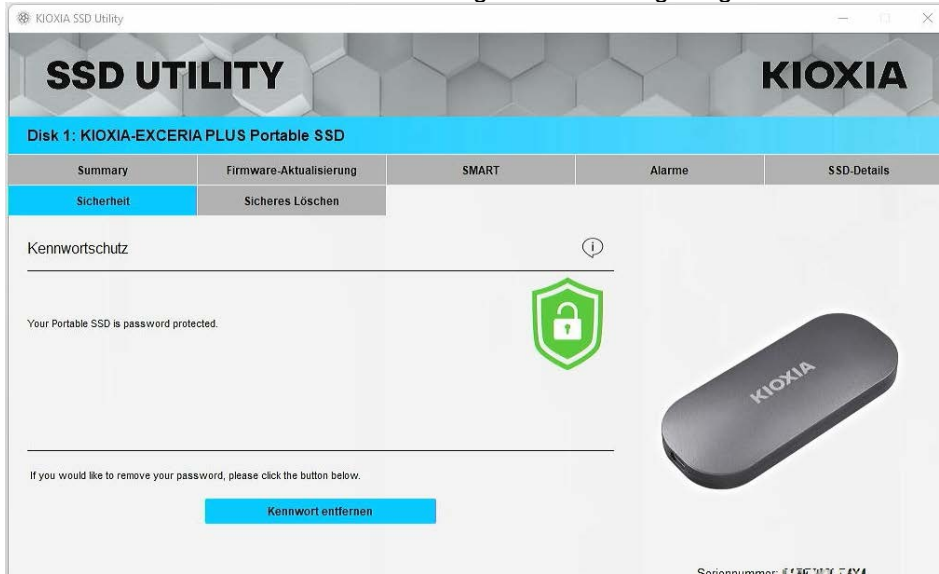 KIOXIA SSD Utility
SSD UTILITY
KIOXIA
Disk 1: KIOXIA-EXCERIA PLUS Portable SSD
Summary
Firmware-Aktualisierung
SMART
Alarme
SSD-Details
Sicherheit
Sicheres Löschen
Kennwortschutz
Your Portable SSD is password protected.
KIOXIA
If you would like to remove your password, please click the button below.
Kennwort entfernen
Seriennummer: